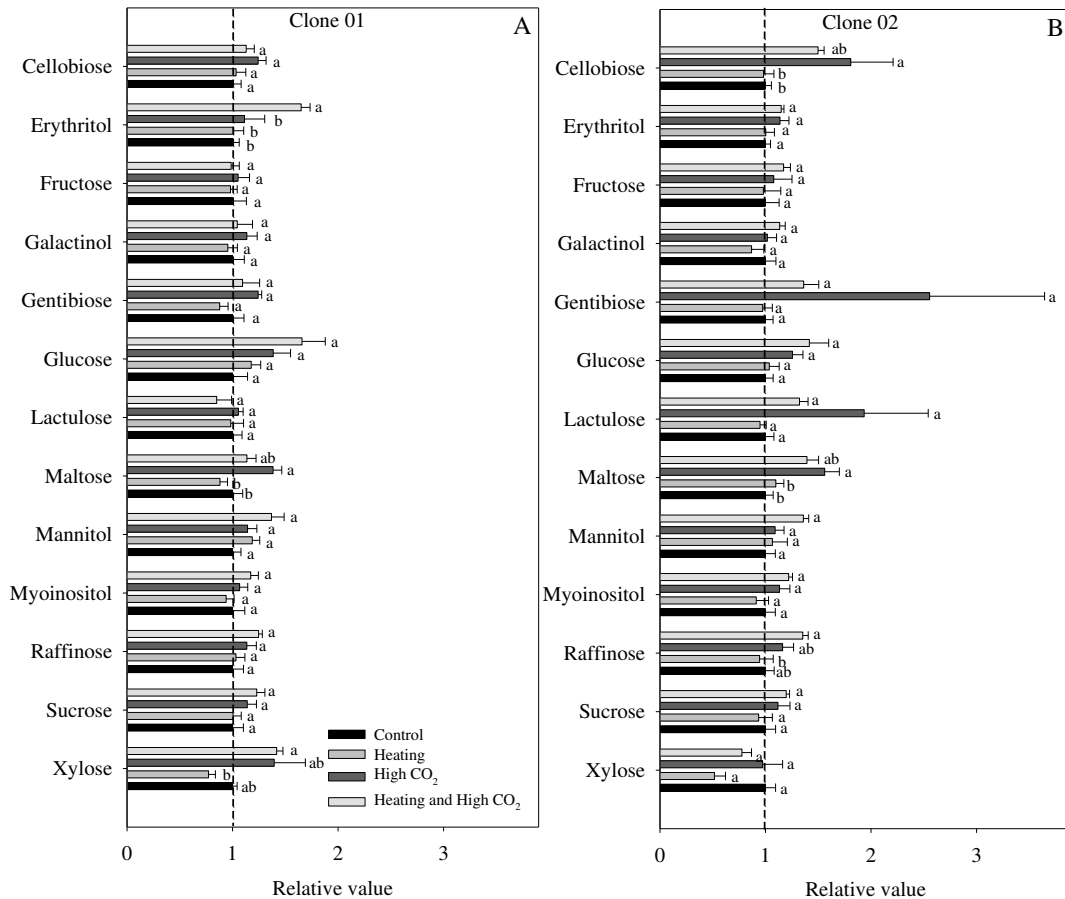 Clone 01
A
Cellobiose
a
a
a
a
Erythritol
a
b
b
b
Fructose
a
a
a
a
Galactinol
a
a
a
a
Gentibiose
a
a
a
a
Glucose
a
a
a
a
Lactulose
a
a
a
a
Maltose
ab
a
b
b
Mannitol
a
a
a
a
Myoinositol
a
a
a
a
Raffinose
a
a
a
a
Sucrose
a
a
a
a
Xylose
a
ab
b
ab
Control
Heating
High CO2
Heating and High CO2
0 1 2 3
Relative value
Clone 02
B
Cellobiose
ab
a
b
b
Erythritol
a
a
a
a
Fructose
a
a
a
a
Galactinol
a
a
a
a
Gentibiose
a
a
a
a
Glucose
a
a
a
a
Lactulose
a
a
a
a
Maltose
ab
a
b
b
Mannitol
a
a
a
a
Myoinositol
a
a
a
a
Raffinose
a
ab
b
ab
Sucrose
a
a
a
a
Xylose
a
a
a
a
0 1 2 3
Relative value